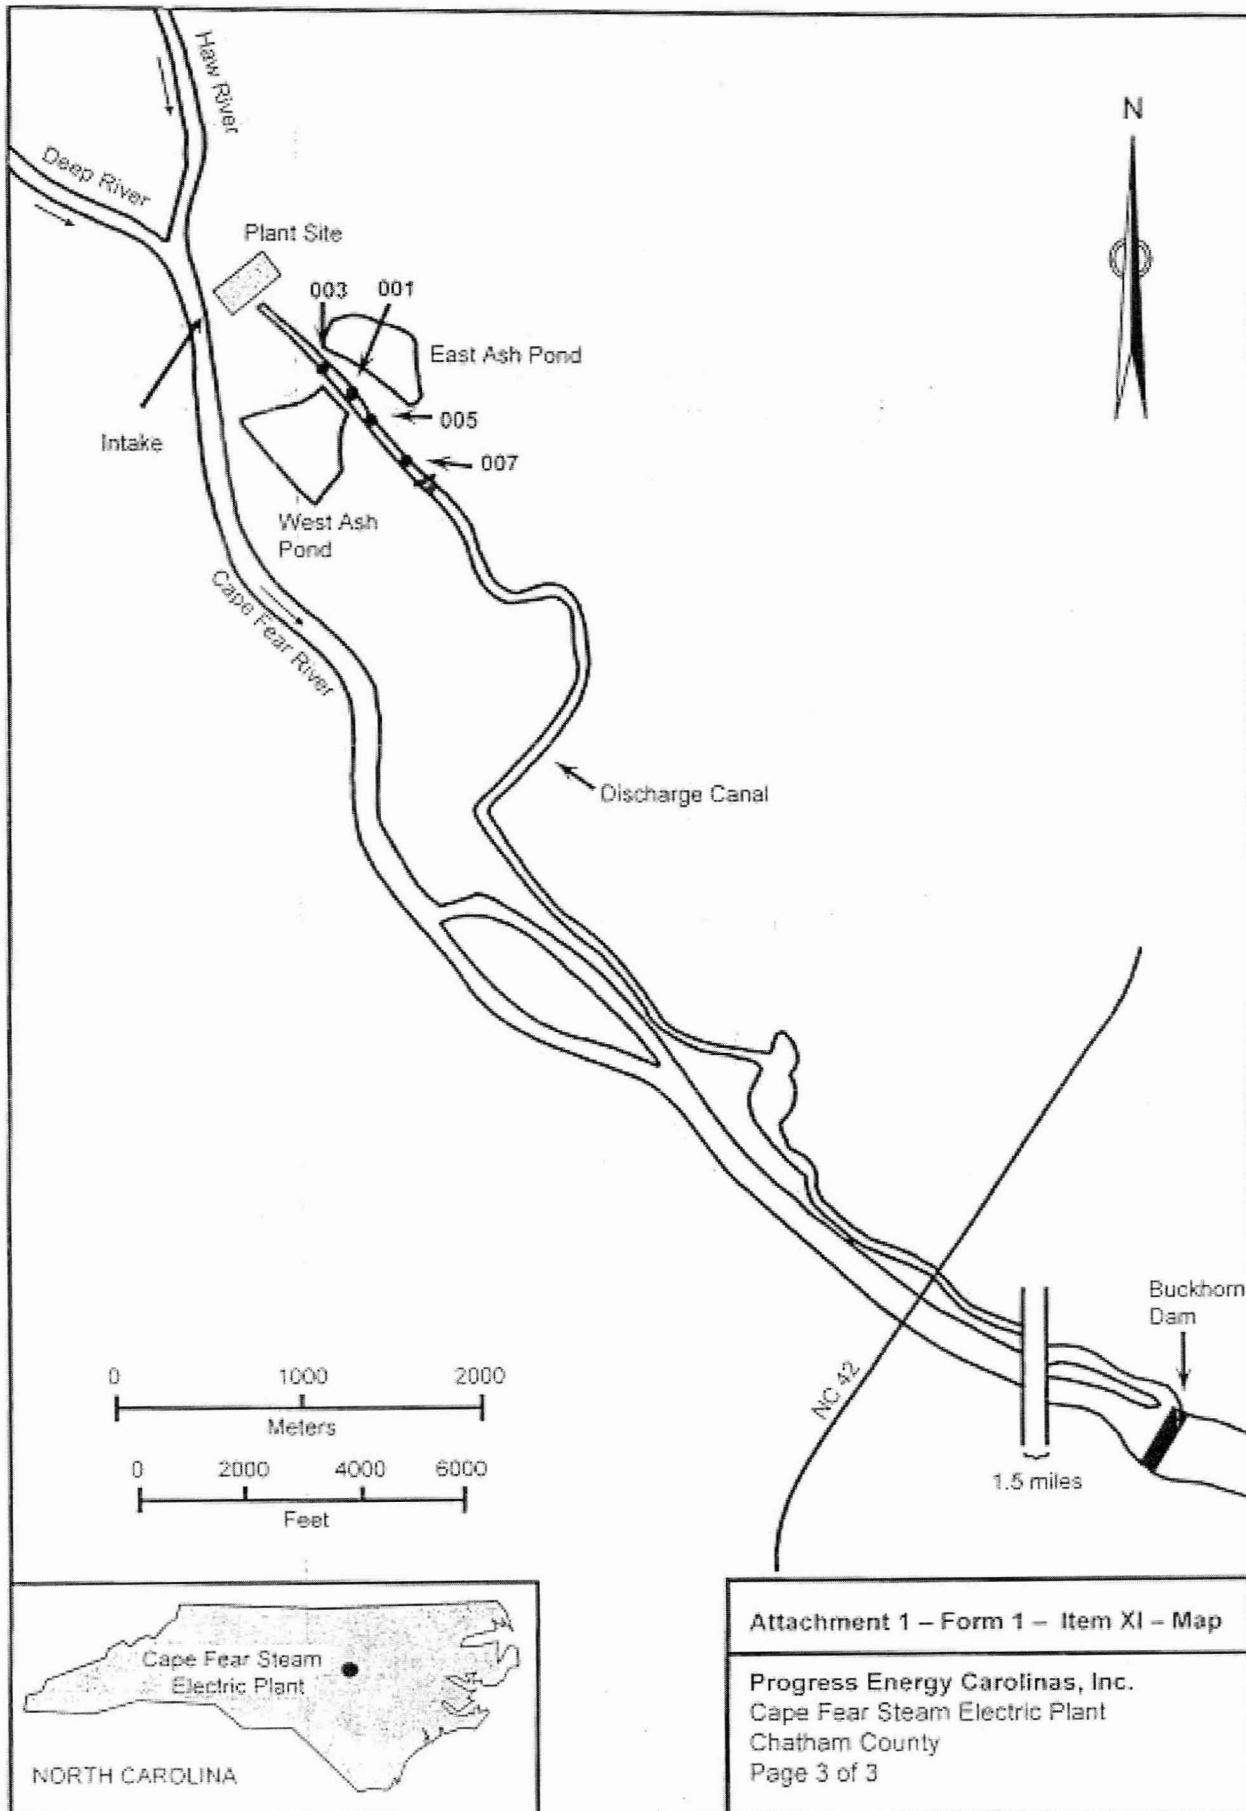 Haw River
N
Deep River
Plant Site
003
001
East Ash Pond
005
Intake
007
West Ash
Pond
Cape Fear River
Discharge Canal
Buckhorn
Dam
0
1000
2000
Meters
NC 42
0
2000
4000
6000
Feet
1.5 miles
Cape Fear Steam
Electric Plant
NORTH CAROLINA
Attachment 1 – Form 1 – Item XI – Map
Progress Energy Carolinas, Inc.
Cape Fear Steam Electric Plant
Chatham County
Page 3 of 3